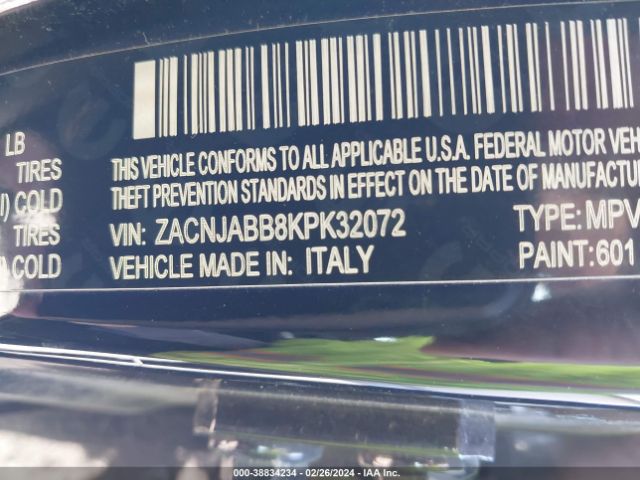 LB
TIRES
) COLD
TIRES
) COLD
THIS VEHICLE CONFORMS TO ALL APPLICABLE U.S.A. FEDERAL MOTOR VEH
THEFT PREVENTION STANDARDS IN EFFECT ON THE DATE OF MANUFACTUR
VIN: ZACNJABB8KPK32072 TYPE: MPV
VEHICLE MADE IN: ITALY PAINT: 601
000-38834234 - 02/26/2024 - IAA Inc.